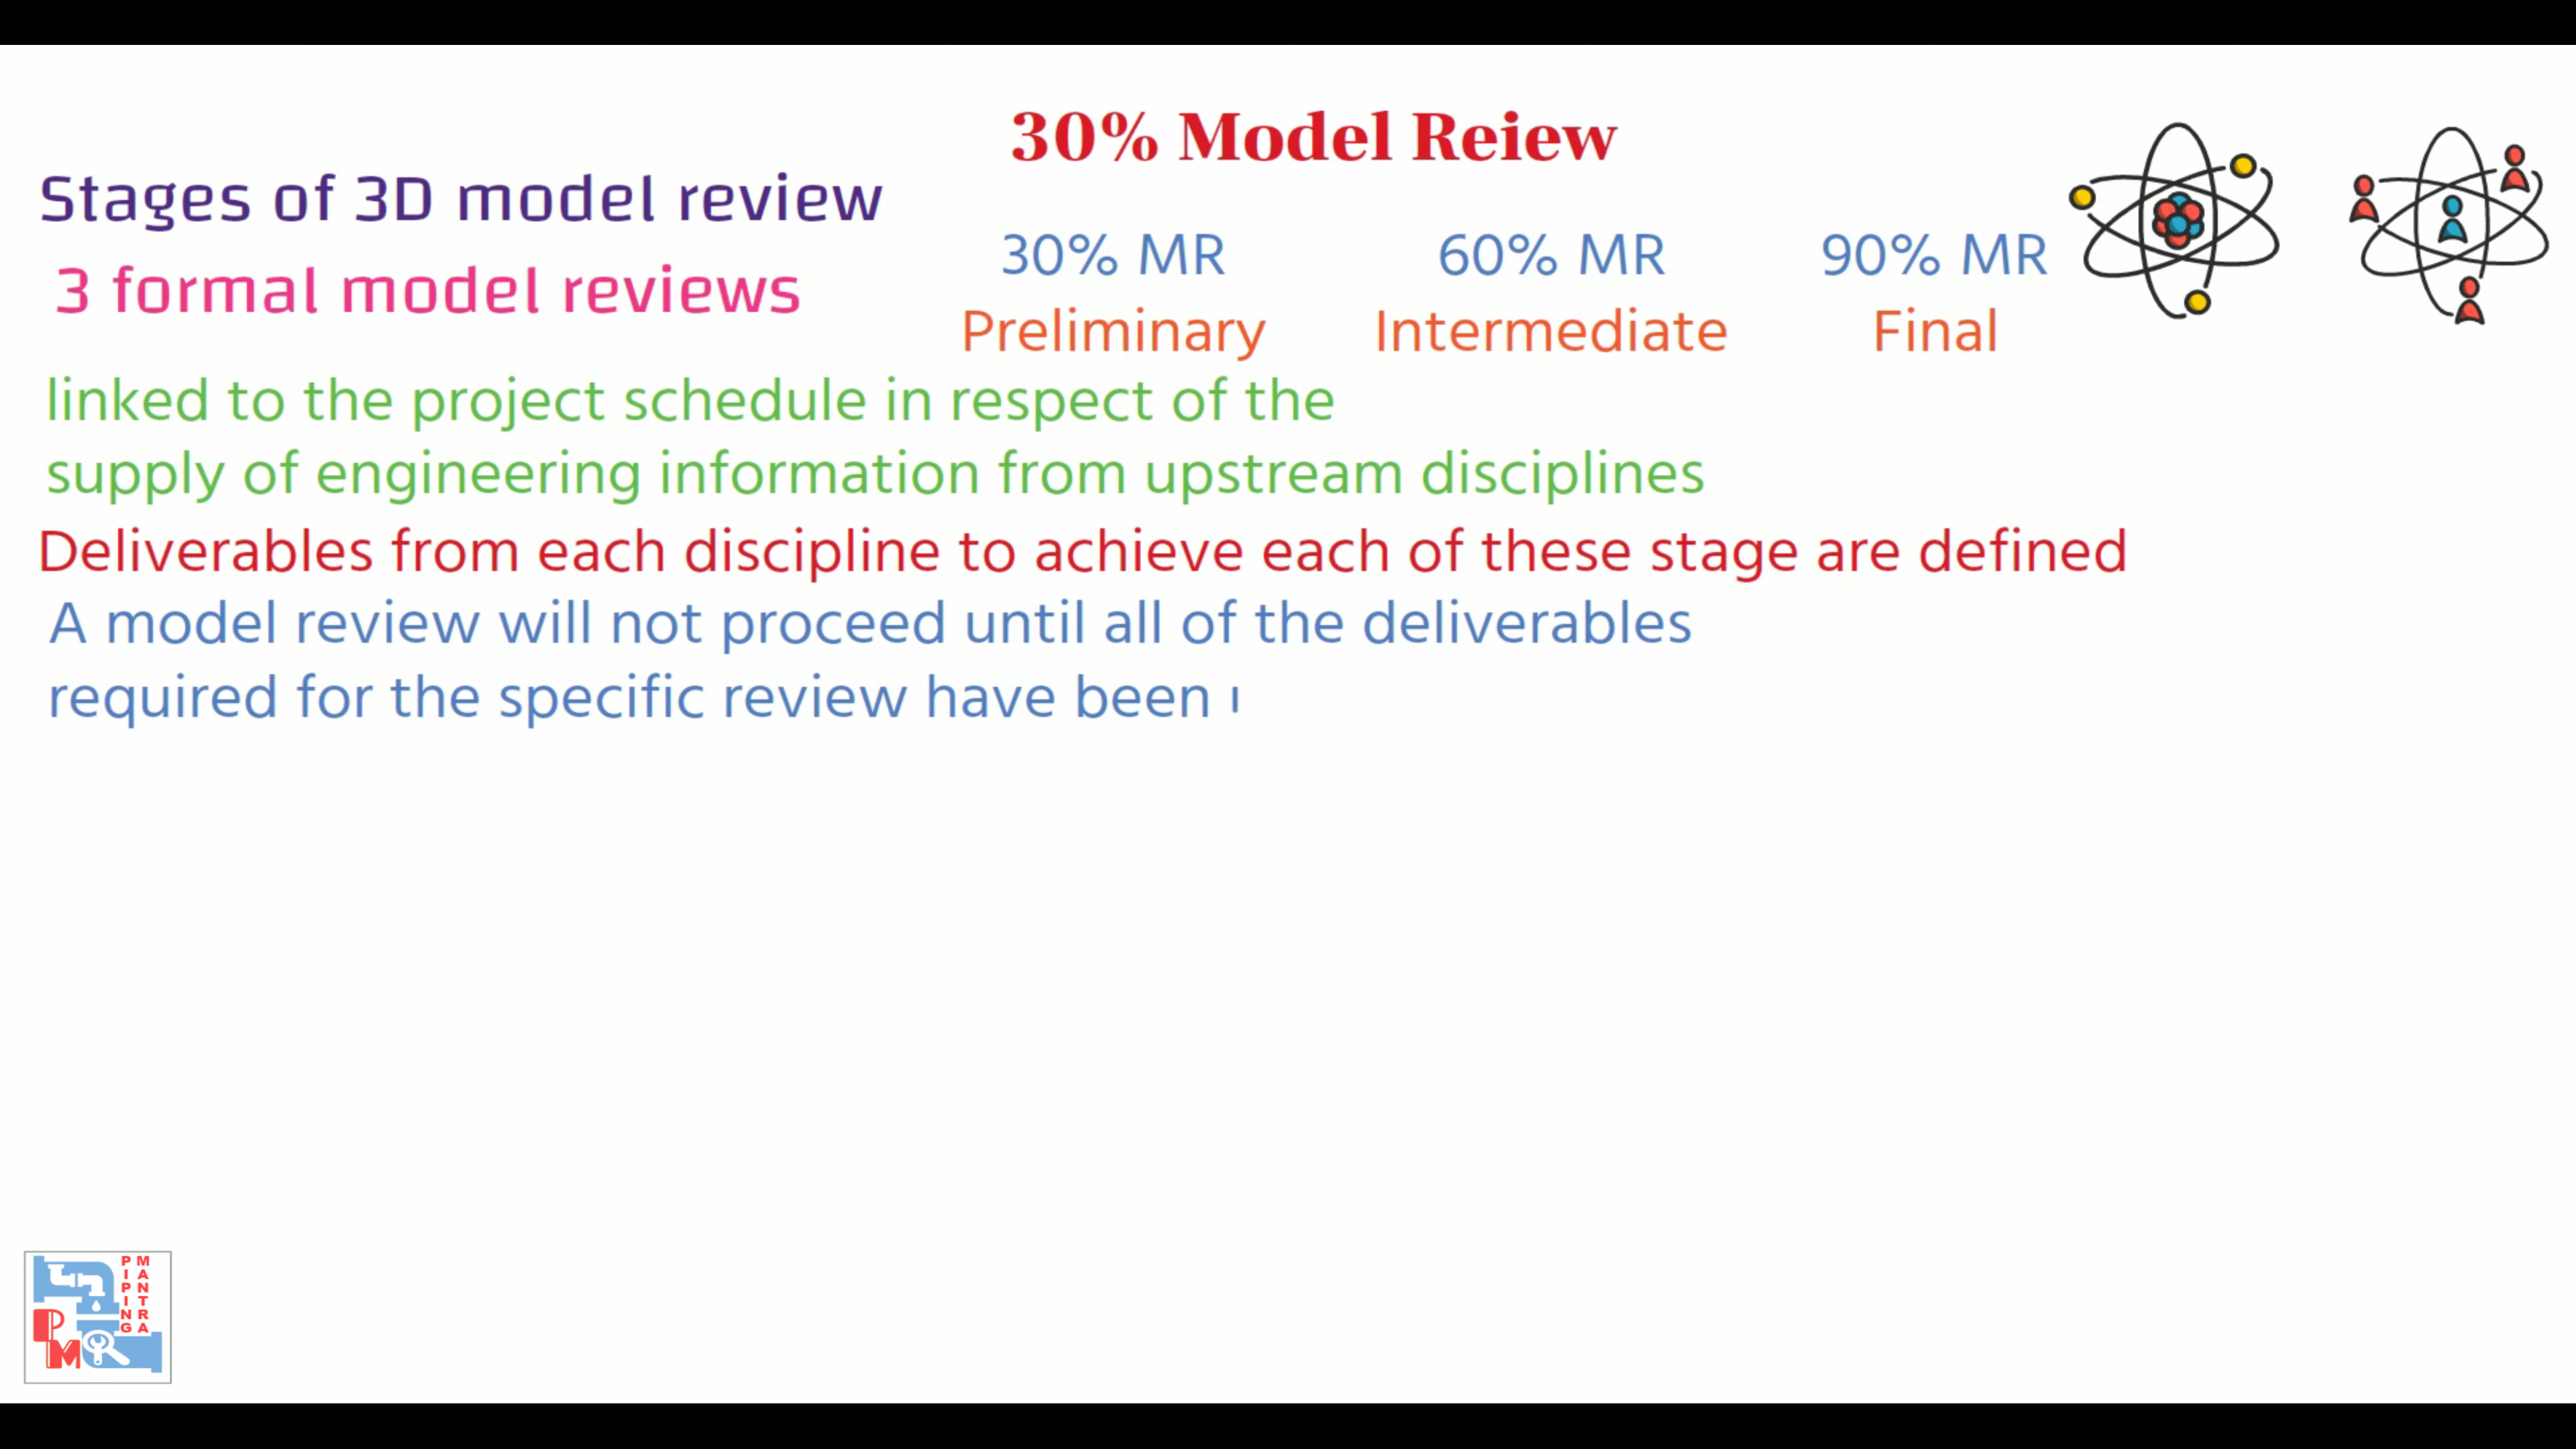 30% Model Reiew
Stages of 3D model review
3 formal model reviews
30% MR 60% MR 90% MR
Preliminary Intermediate Final
linked to the project schedule in respect of the
supply of engineering information from upstream disciplines
Deliverables from each discipline to achieve each of these stage are defined
A model review will not proceed until all of the deliverables
required for the specific review have been
PIPING
MANTRA
PM